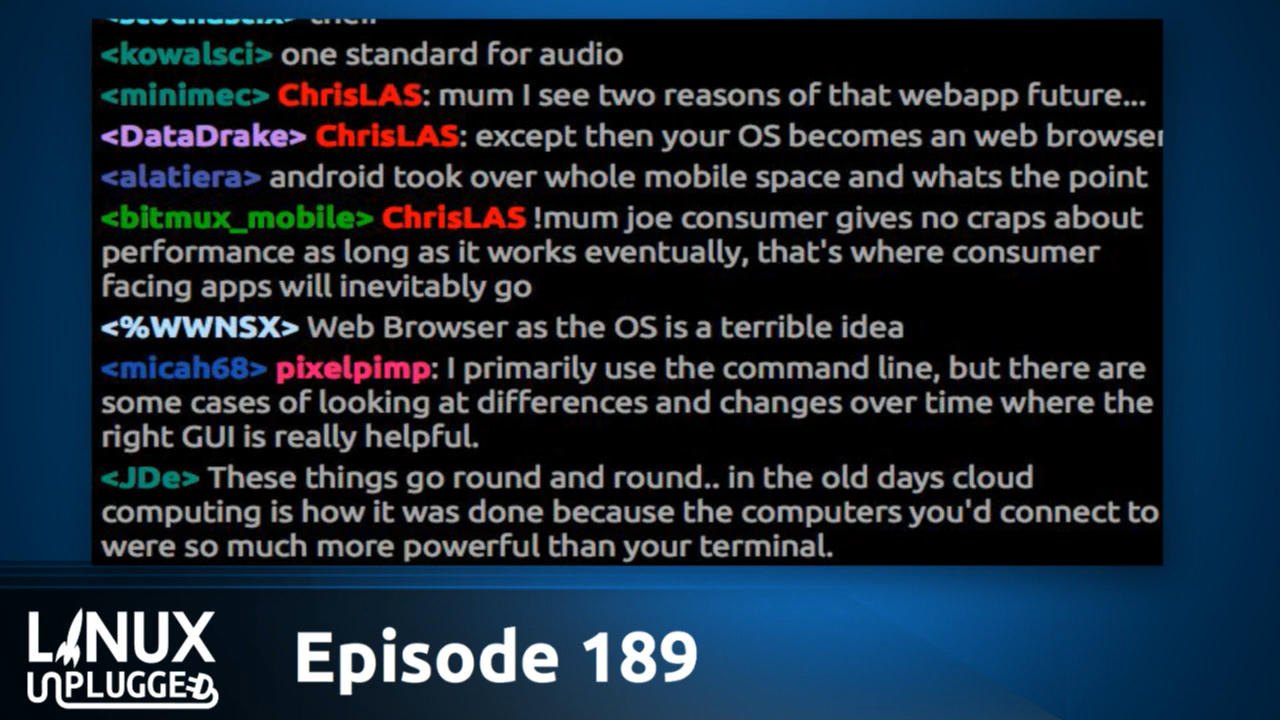 <stochastix> then
<kowalsci> one standard for audio
<minimec> ChrisLAS: mum I see two reasons of that webapp future...
<DataDrake> ChrisLAS: except then your OS becomes an web browser
<alatiera> android took over whole mobile space and whats the point
<bitmux_mobile> ChrisLAS !mum joe consumer gives no craps about
performance as long as it works eventually, that's where consumer
facing apps will inevitably go
<%WWNSX> Web Browser as the OS is a terrible idea
<micah68> pixelpimp: I primarily use the command line, but there are
some cases of looking at differences and changes over time where the
right GUI is really helpful.
<JDe> These things go round and round.. in the old days cloud
computing is how it was done because the computers you'd connect to
were so much more powerful than your terminal.
LINUX
UNPLUGGED
Episode 189